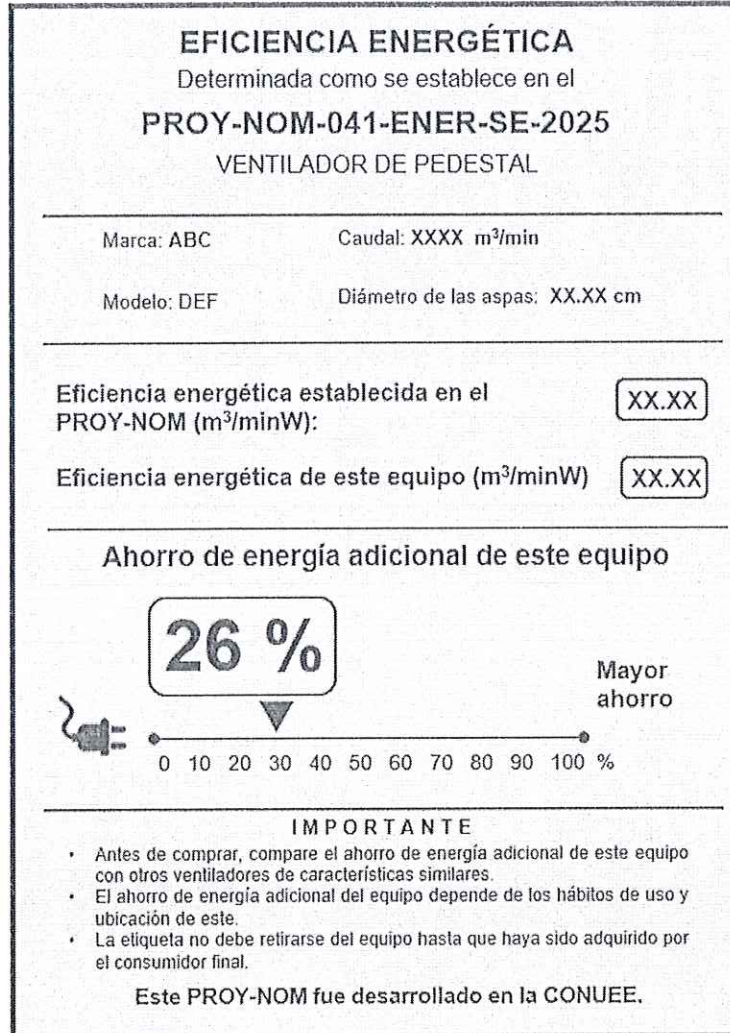 EFICIENCIA ENERGÉTICA
Determinada como se establece en el
PROY-NOM-041-ENER-SE-2025
VENTILADOR DE PEDESTAL
Marca: ABC Caudal: XXXX m³/min
Modelo: DEF Diámetro de las aspas: XX.XX cm
Eficiencia energética establecida en el
PROY-NOM (m³/minW): XX.XX
Eficiencia energética de este equipo (m³/minW) XX.XX
Ahorro de energía adicional de este equipo
26 %
Mayor
ahorro
0 10 20 30 40 50 60 70 80 90 100 %
IMPORTANTE
• Antes de comprar, compare el ahorro de energía adicional de este equipo
con otros ventiladores de características similares.
• El ahorro de energía adicional del equipo depende de los hábitos de uso y
ubicación de este.
• La etiqueta no debe retirarse del equipo hasta que haya sido adquirido por
el consumidor final.
Este PROY-NOM fue desarrollado en la CONUEE.